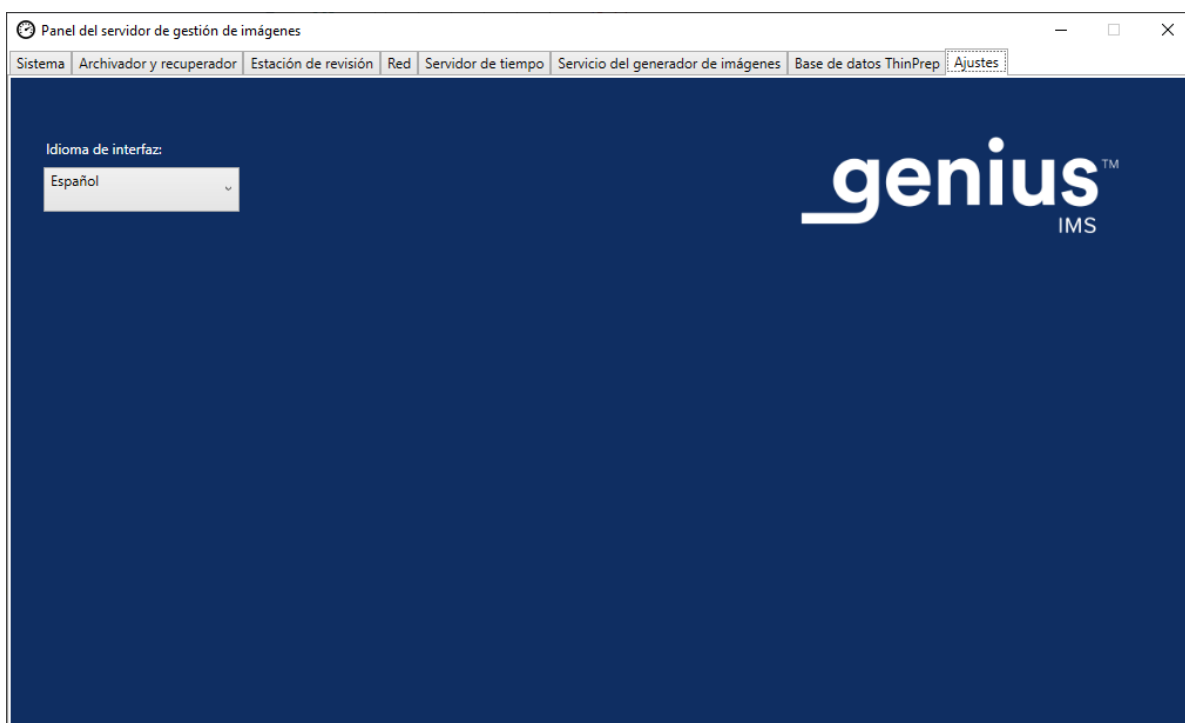 Panel del servidor de gestión de imágenes
Sistema Archivador y recuperador Estación de revisión Red Servidor de tiempo Servicio del generador de imágenes Base de datos ThinPrep Ajustes
Idioma de interfaz:
Español
genius™
IMS